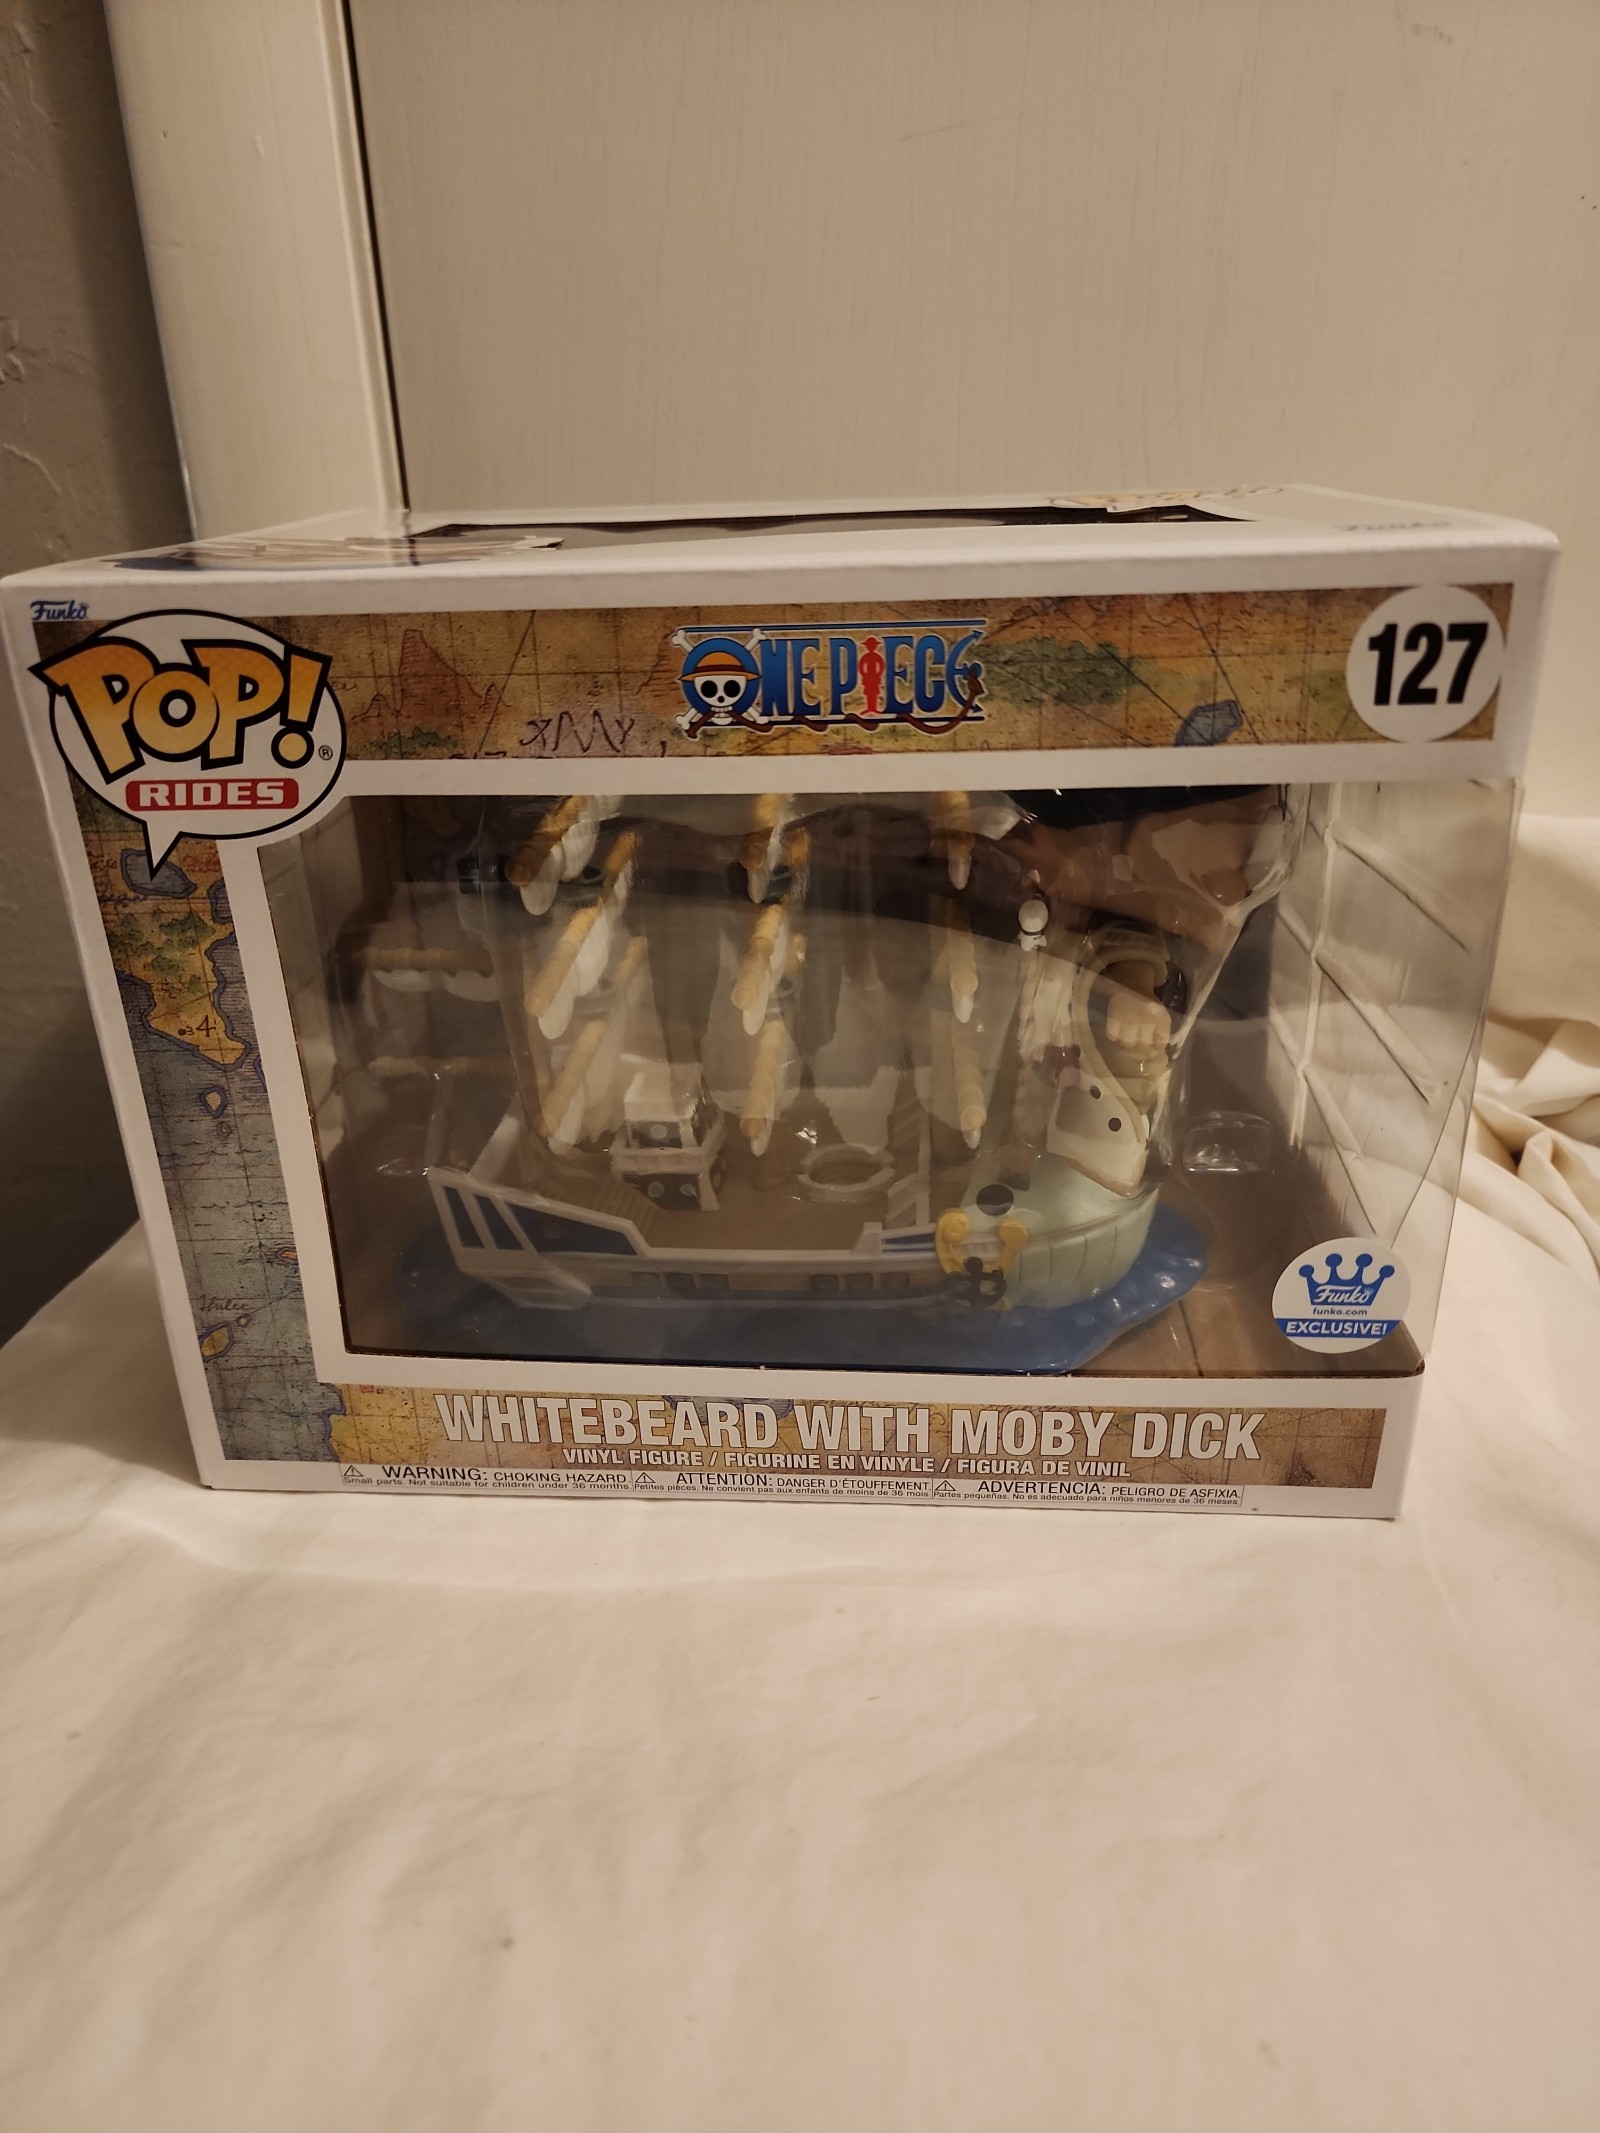 Funko
POP!®
RIDES
ONE PIECE
127
Funko
funko.com
EXCLUSIVE!
WHITEBEARD WITH MOBY DICK
VINYL FIGURE / FIGURINE EN VINYLE / FIGURA DE VINIL
⚠ WARNING: CHOKING HAZARD. ⚠ ATTENTION: DANGER D'ÉTOUFFEMENT. ⚠ ADVERTENCIA: PELIGRO DE ASFIXIA.
Small parts. Not suitable for children under 36 months. Petites pièces. Ne convient pas aux enfants de moins de 36 mois. Partes pequeñas. No es adecuado para niños menores de 36 meses.